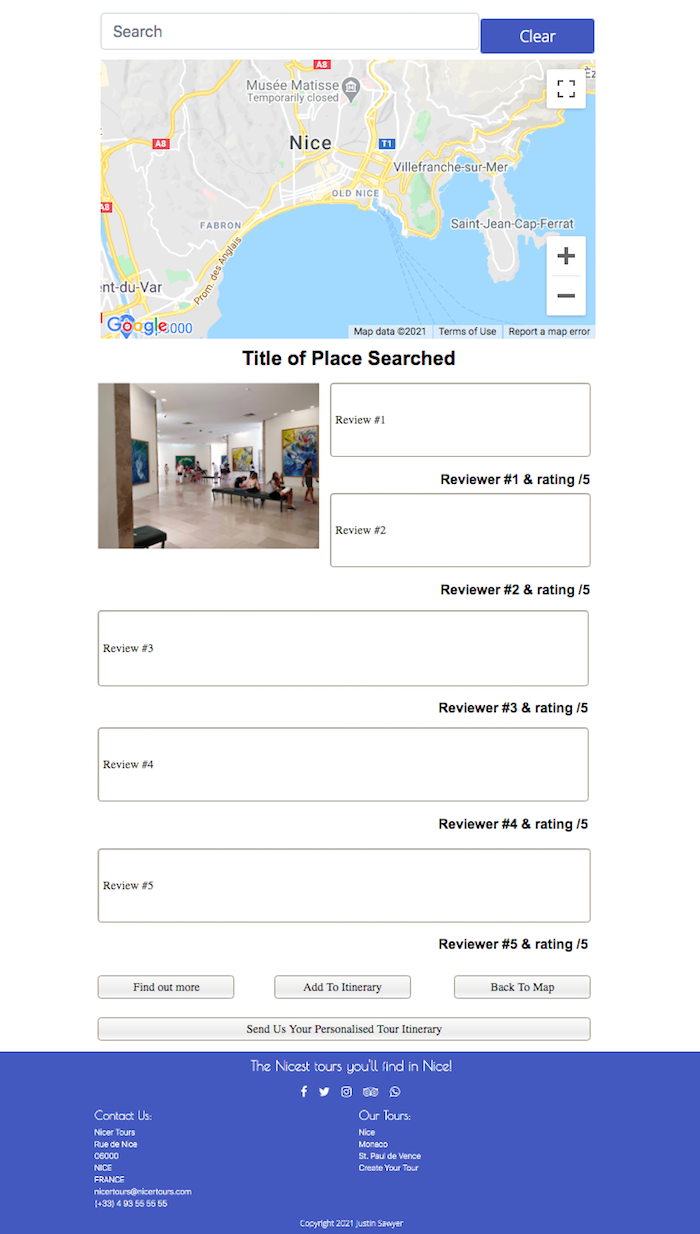 Search
Clear
A8
Musée Matisse
Temporarily closed
ÈZ
A8
Nice
T1
Villefranche-sur-Mer
OLD NICE
A8
FABRON
Saint-Jean-Cap-Ferrat
Prom. des Anglais
nt-du-Var
+
−
Google
Map data ©2021
Terms of Use
Report a map error
Title of Place Searched
Review #1
Reviewer #1 & rating /5
Review #2
Reviewer #2 & rating /5
Review #3
Reviewer #3 & rating /5
Review #4
Reviewer #4 & rating /5
Review #5
Reviewer #5 & rating /5
Find out more
Add To Itinerary
Back To Map
Send Us Your Personalised Tour Itinerary
The Nicest tours you'll find in Nice!
Contact Us:
Nicer Tours
Rue de Nice
06000
NICE
FRANCE
nicertours@nicertours.com
(+33) 4 93 55 55 55
Our Tours:
Nice
Monaco
St. Paul de Vence
Create Your Tour
Copyright 2021 Justin Sawyer